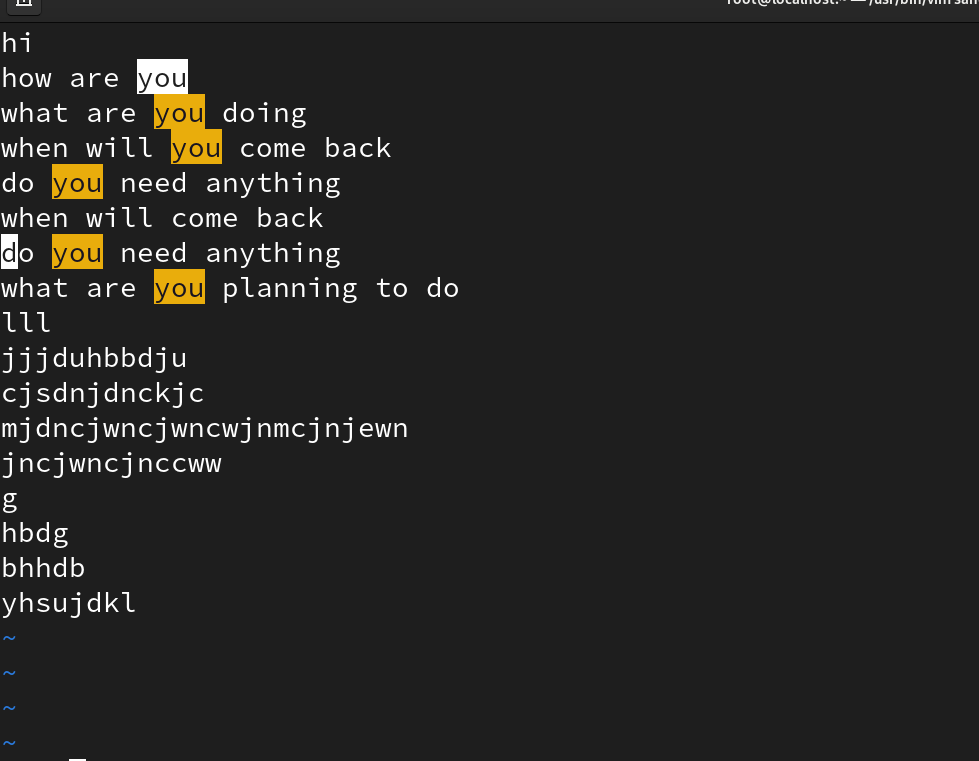 hi
how are you
what are you doing
when will you come back
do you need anything
when will come back
do you need anything
what are you planning to do
lll
jjjduhbbdju
cjsdnjdnckjc
mjdncjwncjwncwjnmcjnjewn
jncjwncjnccww
g
hbdg
bhhdb
yhsujdkl
~
~
~
~